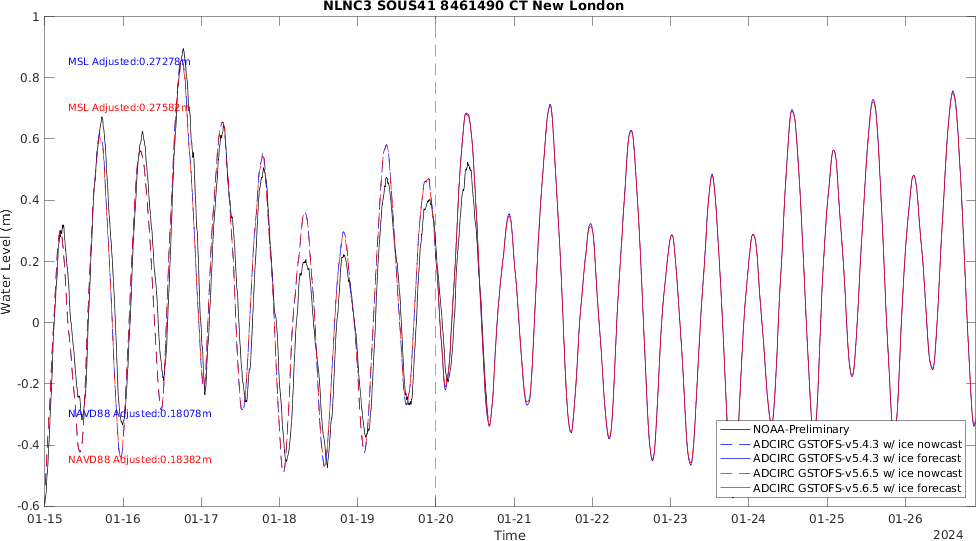 NLNC3 SOUS41 8461490 CT New London
1
0.8
0.6
0.4
0.2
0
-0.2
-0.4
-0.6
Water Level (m)
MSL Adjusted:0.27278m
MSL Adjusted:0.27582m
NAVD88 Adjusted:0.18078m
NAVD88 Adjusted:0.18382m
NOAA-Preliminary
ADCIRC GSTOFS-v5.4.3 w/ ice nowcast
ADCIRC GSTOFS-v5.4.3 w/ ice forecast
ADCIRC GSTOFS-v5.6.5 w/ ice nowcast
ADCIRC GSTOFS-v5.6.5 w/ ice forecast
01-15 01-16 01-17 01-18 01-19 01-20 01-21 01-22 01-23 01-24 01-25 01-26
Time
2024